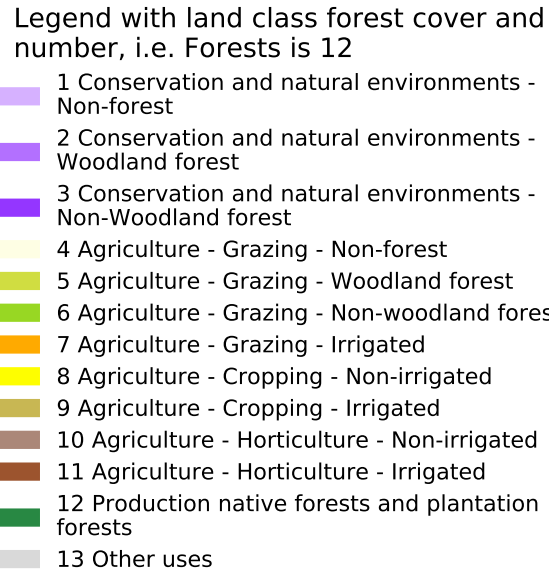 Legend with land class forest cover and
number, i.e. Forests is 12
1 Conservation and natural environments -
Non-forest
2 Conservation and natural environments -
Woodland forest
3 Conservation and natural environments -
Non-Woodland forest
4 Agriculture - Grazing - Non-forest
5 Agriculture - Grazing - Woodland forest
6 Agriculture - Grazing - Non-woodland fores
7 Agriculture - Grazing - Irrigated
8 Agriculture - Cropping - Non-irrigated
9 Agriculture - Cropping - Irrigated
10 Agriculture - Horticulture - Non-irrigated
11 Agriculture - Horticulture - Irrigated
12 Production native forests and plantation
forests
13 Other uses